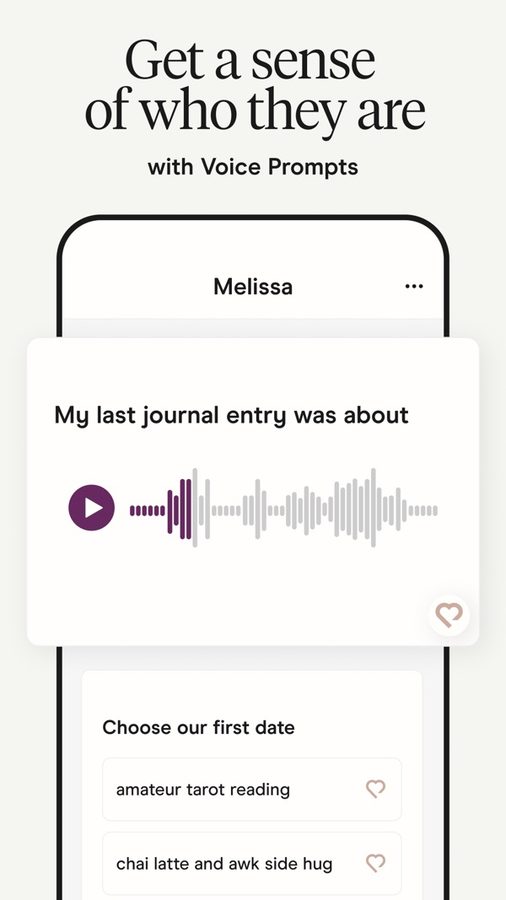 Get a sense
of who they are
with Voice Prompts
Melissa
My last journal entry was about
Choose our first date
amateur tarot reading
chai latte and awk side hug